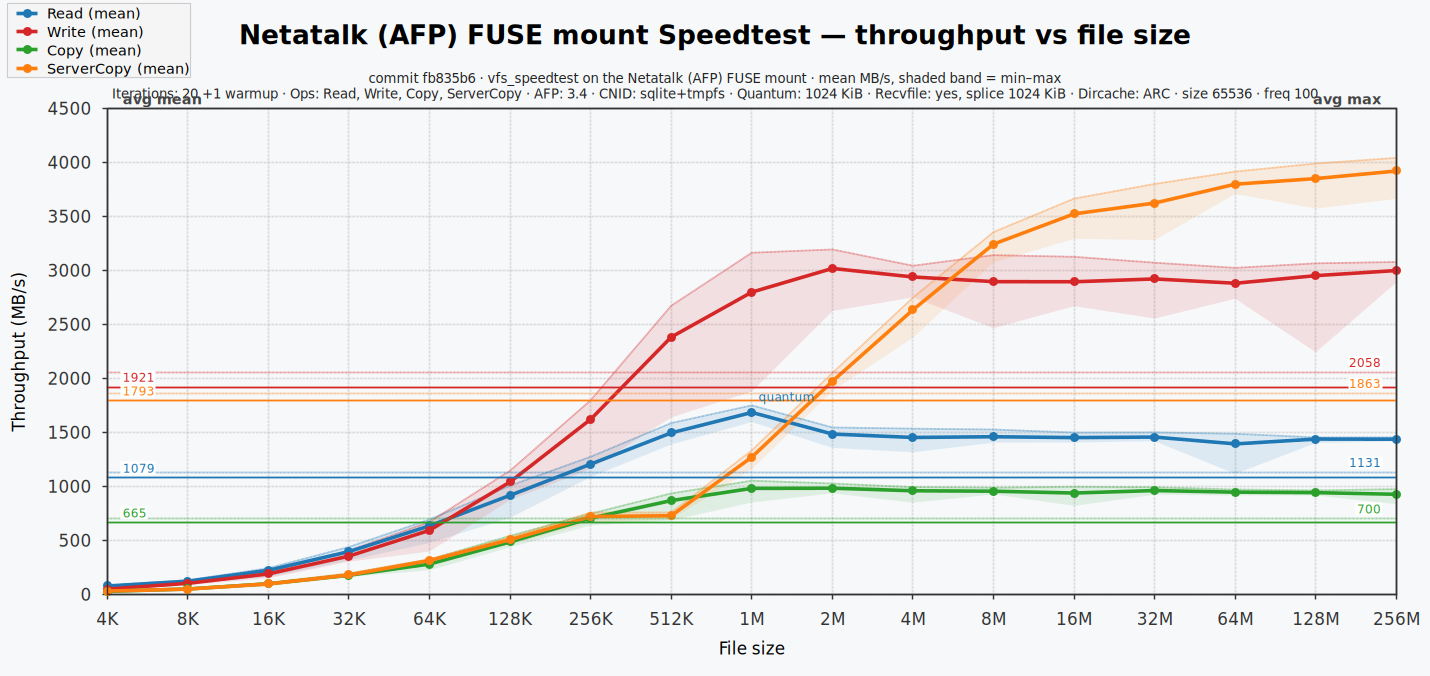 Read (mean)
Write (mean)
Copy (mean)
ServerCopy (mean)
Netatalk (AFP) FUSE mount Speedtest — throughput vs file size
commit fb835b6 · vfs_speedtest on the Netatalk (AFP) FUSE mount · mean MB/s, shaded band = min–max
Iterations: 20 +1 warmup · Ops: Read, Write, Copy, ServerCopy · AFP: 3.4 · CNID: sqlite+tmpfs · Quantum: 1024 KiB · Recvfile: yes, splice 1024 KiB · Dircache: ARC · size 65536 · freq 100
avg mean
avg max
4500
4000
3500
3000
2500
2000
1500
1000
500
0
Throughput (MB/s)
1921
1793
1079
665
2058
1863
1131
700
quantum
4K 8K 16K 32K 64K 128K 256K 512K 1M 2M 4M 8M 16M 32M 64M 128M 256M
File size